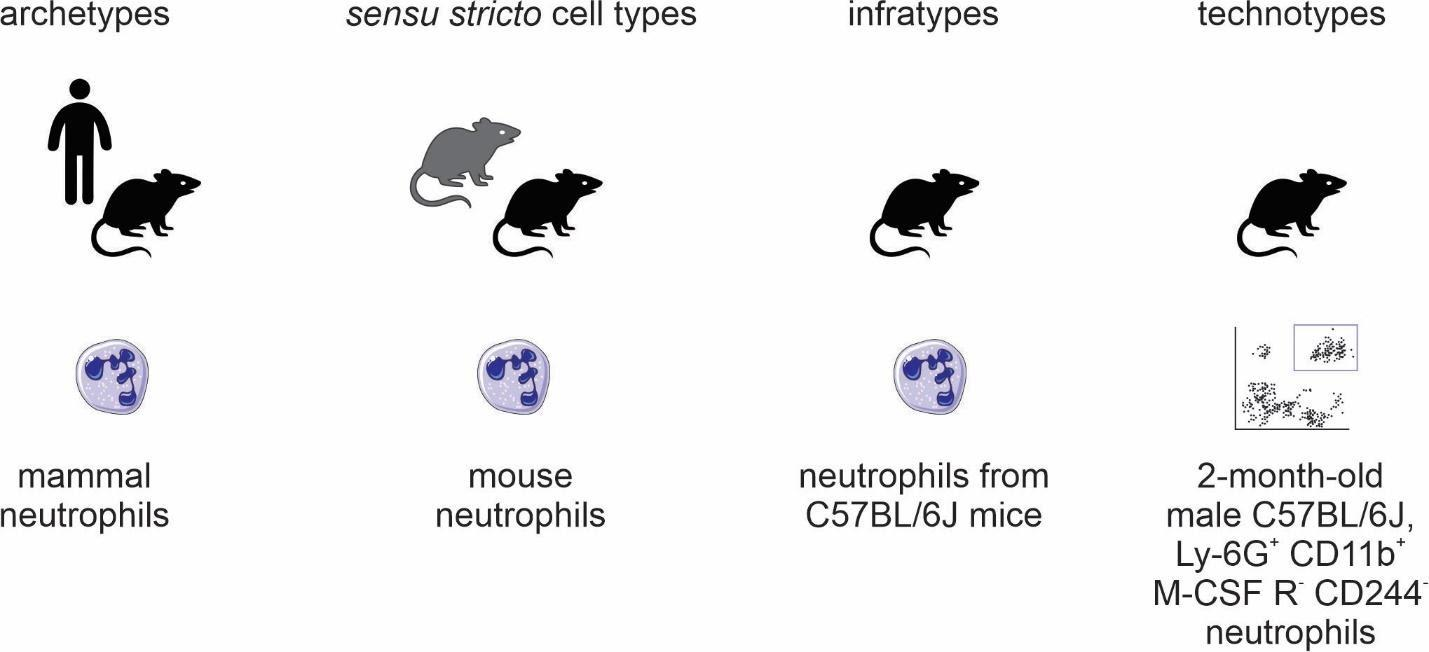 archetypes
sensu stricto cell types
infratypes
technotypes
mammal
neutrophils
mouse
neutrophils
neutrophils from
C57BL/6J mice
2-month-old
male C57BL/6J,
Ly-6G⁺ CD11b⁺
M-CSF R⁻ CD244⁻
neutrophils